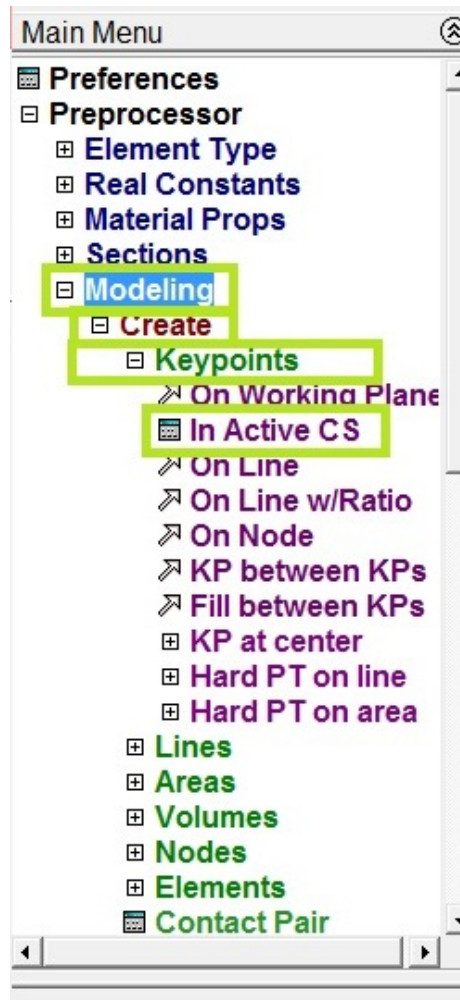 Main Menu
Preferences
Preprocessor
Element Type
Real Constants
Material Props
Sections
Modeling
Create
Keypoints
On Working Plane
In Active CS
On Line
On Line w/Ratio
On Node
KP between KPs
Fill between KPs
KP at center
Hard PT on line
Hard PT on area
Lines
Areas
Volumes
Nodes
Elements
Contact Pair